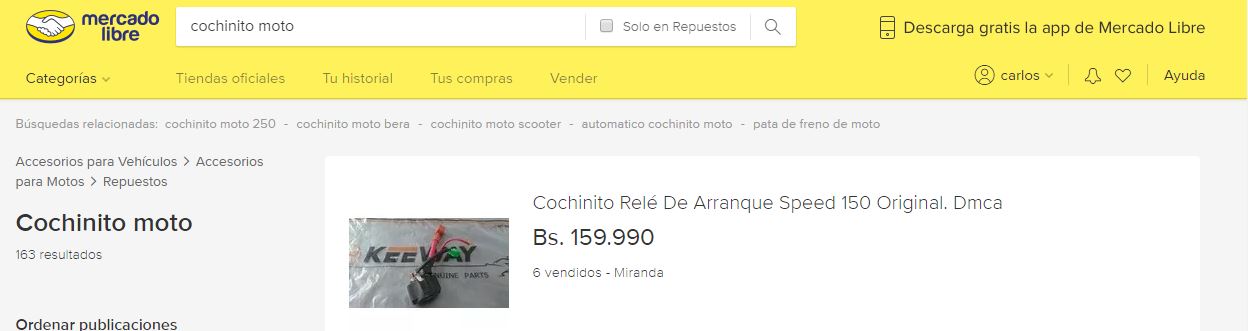 mercado
libre
cochinito moto
Solo en Repuestos
Descarga gratis la app de Mercado Libre
Categorías
Tiendas oficiales
Tu historial
Tus compras
Vender
carlos
Ayuda
Búsquedas relacionadas: cochinito moto 250 - cochinito moto bera - cochinito moto scooter - automatico cochinito moto - pata de freno de moto
Accesorios para Vehículos > Accesorios
para Motos > Repuestos
Cochinito moto
163 resultados
Ordenar publicaciones
KEEWAY
GENUINE PARTS
Cochinito Relé De Arranque Speed 150 Original. Dmca
Bs. 159.990
6 vendidos - Miranda